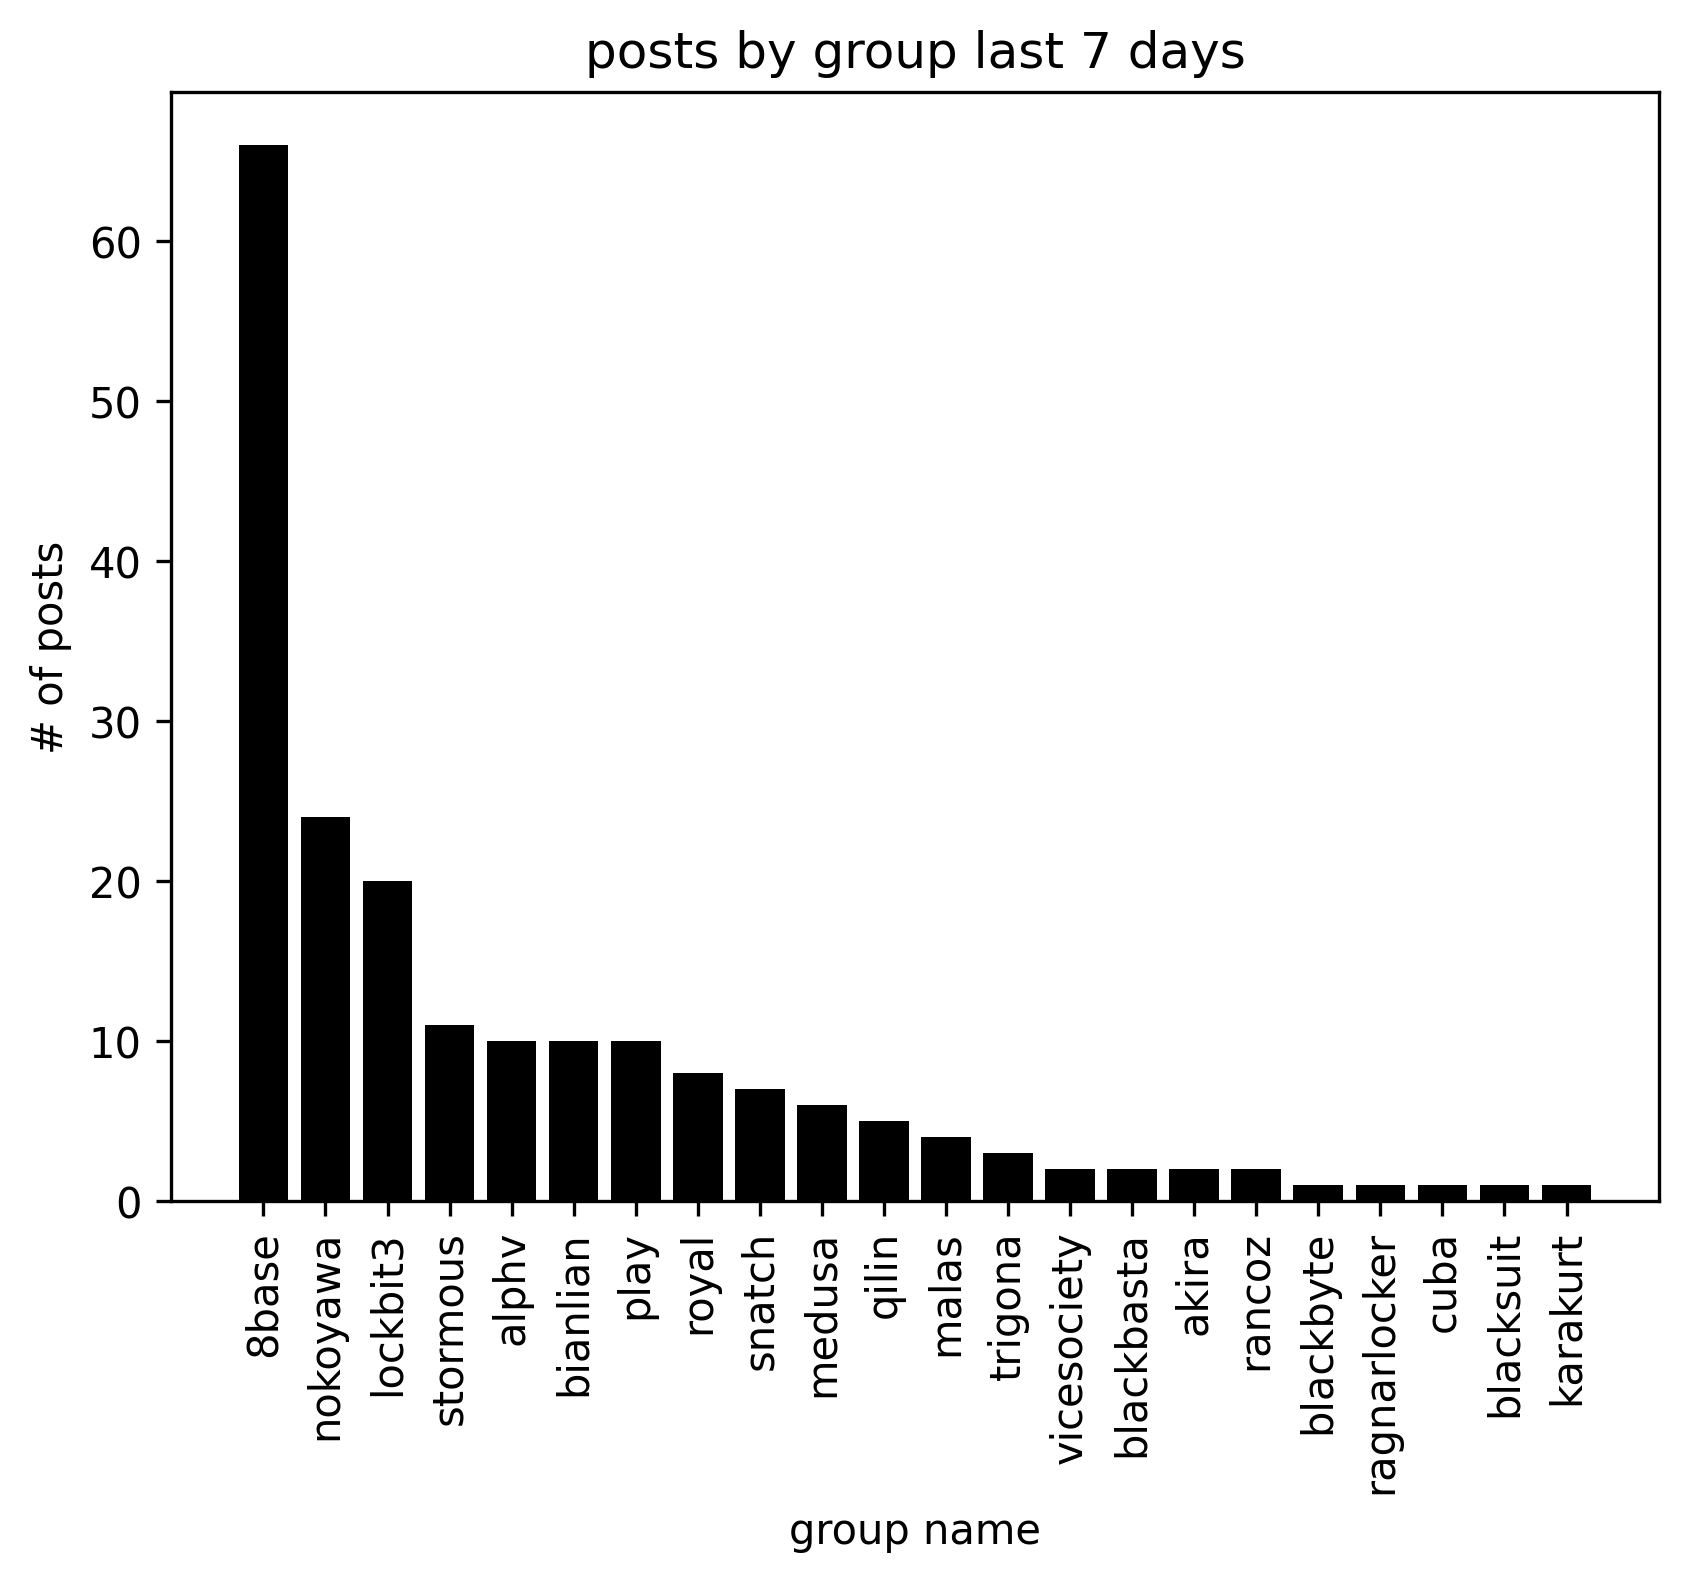 posts by group last 7 days
# of posts
60
50
40
30
20
10
0
8base
nokoyawa
lockbit3
stormous
alphv
bianlian
play
royal
snatch
medusa
qilin
malas
trigona
vicesociety
blackbasta
akira
rancoz
blackbyte
ragnarlocker
cuba
blacksuit
karakurt
group name